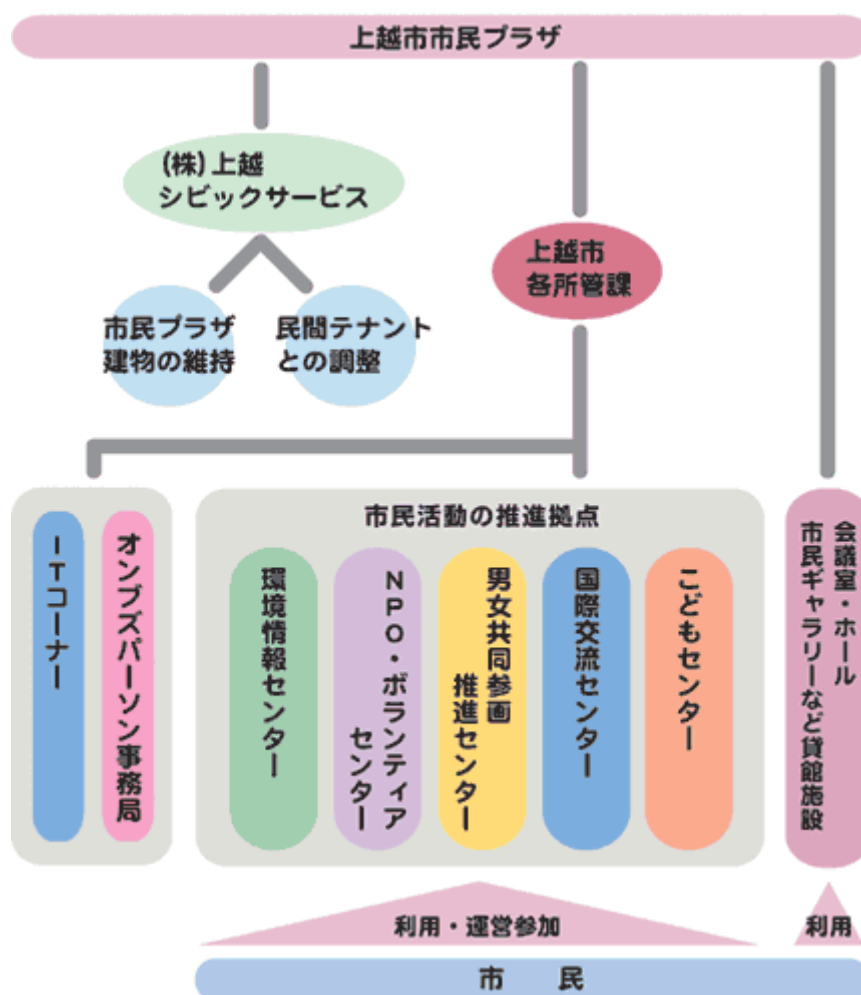 上越市市民プラザ
(株)上越
シビックサービス
上越市
各所管課
市民プラザ
建物の維持
民間テナント
との調整
ITコーナー
オンブズパーソン事務局
市民活動の推進拠点
環境情報センター
NPO・ボランティア
センター
男女共同参画
推進センター
国際交流センター
こどもセンター
会議室・ホール
市民ギャラリーなど貸館施設
利用・運営参加
利用
市　民